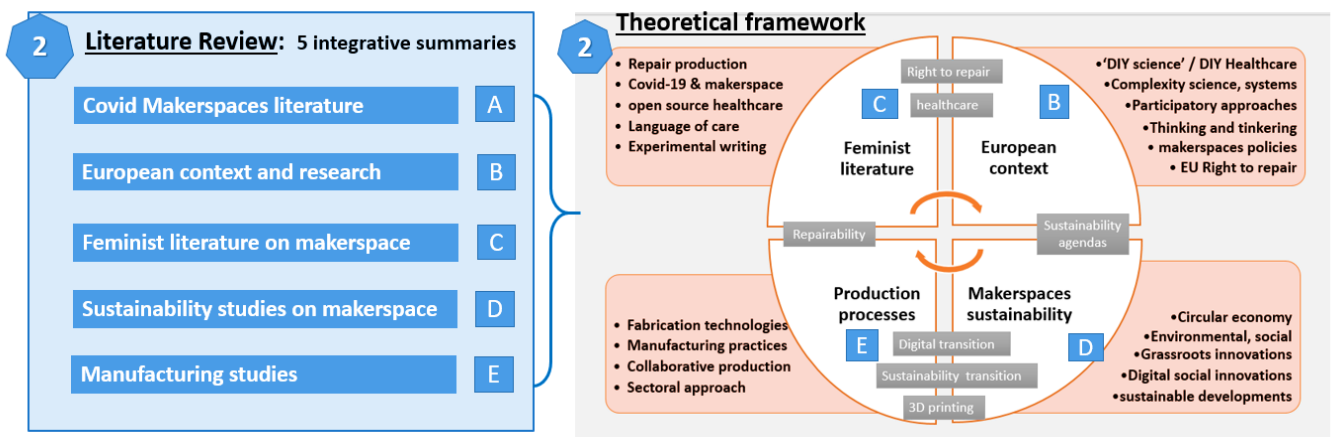 2
Literature Review: 5 integrative summaries
Covid Makerspaces literature
A
European context and research
B
Feminist literature on makerspace
C
Sustainability studies on makerspace
D
Manufacturing studies
E
Theoretical framework
2
• Repair production
• Covid-19 & makerspace
• open source healthcare
• Language of care
• Experimental writing
Right to repair
healthcare
C
Feminist
literature
B
European
context
•‘DIY science’ / DIY Healthcare
•Complexity science, systems
•Participatory approaches
•Thinking and tinkering
• makerspaces policies
• EU Right to repair
Repairability
Sustainability
agendas
• Fabrication technologies
• Manufacturing practices
• Collaborative production
• Sectoral approach
Production
processes
E
Makerspaces
sustainability
D
Digital transition
Sustainability transition
3D printing
•Circular economy
•Environmental, social
•Grassroots innovations
•Digital social innovations
•sustainable developments